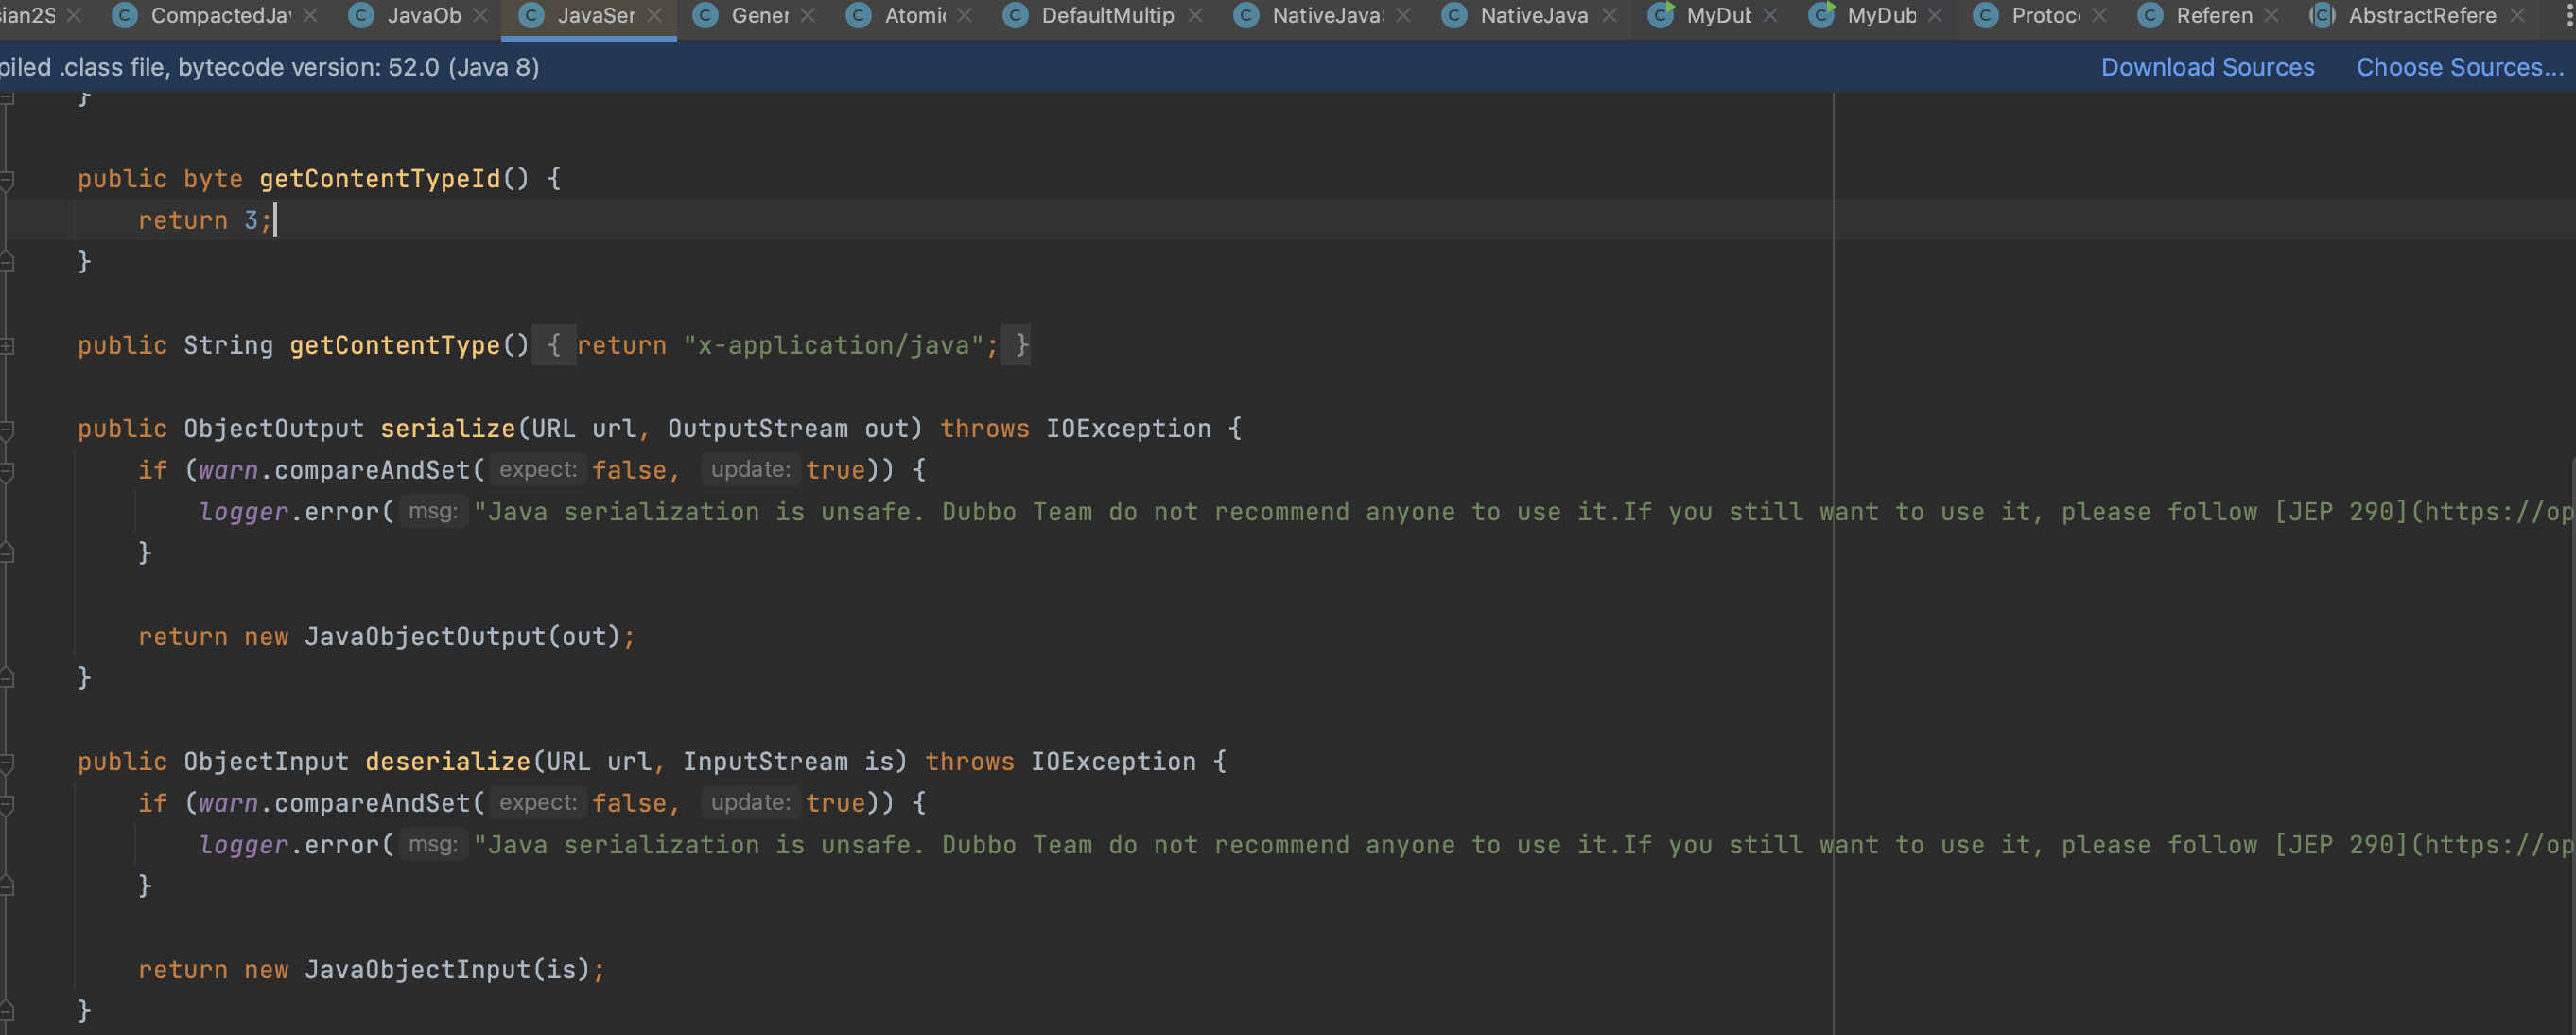 sian2S CompactedJav JavaOb JavaSer Gener Atomic DefaultMultip NativeJavaS NativeJava MyDub MyDub Protoc Referen AbstractRefere
piled .class file, bytecode version: 52.0 (Java 8) Download Sources Choose Sources...
}
public byte getContentTypeId() {
return 3;
}
public String getContentType() { return "x-application/java"; }
public ObjectOutput serialize(URL url, OutputStream out) throws IOException {
if (warn.compareAndSet( expect: false, update: true)) {
logger.error( msg: "Java serialization is unsafe. Dubbo Team do not recommend anyone to use it.If you still want to use it, please follow [JEP 290](https://op
}
return new JavaObjectOutput(out);
}
public ObjectInput deserialize(URL url, InputStream is) throws IOException {
if (warn.compareAndSet( expect: false, update: true)) {
logger.error( msg: "Java serialization is unsafe. Dubbo Team do not recommend anyone to use it.If you still want to use it, please follow [JEP 290](https://op
}
return new JavaObjectInput(is);
}